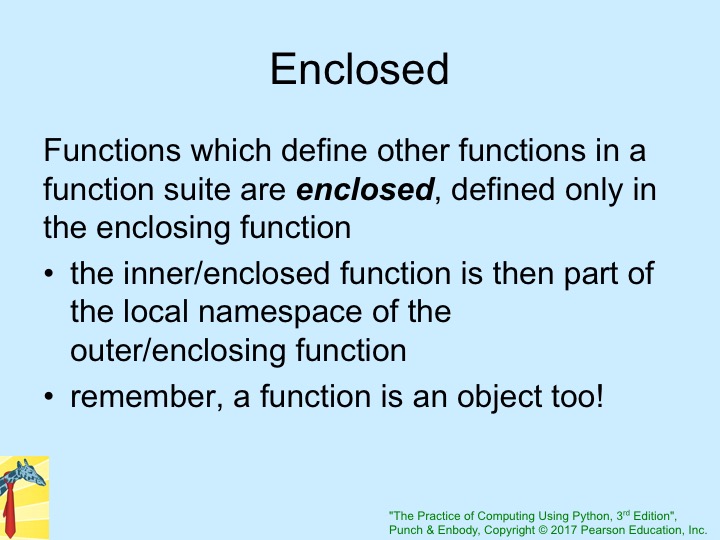 Enclosed
Functions which define other functions in a
function suite are enclosed, defined only in
the enclosing function
• the inner/enclosed function is then part of
the local namespace of the
outer/enclosing function
• remember, a function is an object too!
"The Practice of Computing Using Python, 3rd Edition",
Punch & Enbody, Copyright © 2017 Pearson Education, Inc.